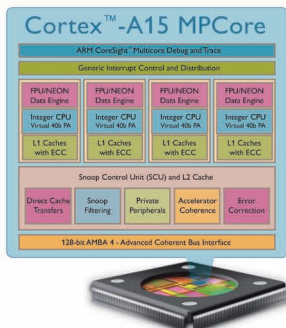 Cortex™-A15 MPCore
ARM CoreSight™ Multicore Debug and Trace
Generic Interrupt Control and Distribution
FPU/NEON
Data Engine
Integer CPU
Virtual 40b PA
L1 Caches
with ECC
FPU/NEON
Data Engine
Integer CPU
Virtual 40b PA
L1 Caches
with ECC
FPU/NEON
Data Engine
Integer CPU
Virtual 40b PA
L1 Caches
with ECC
FPU/NEON
Data Engine
Integer CPU
Virtual 40b PA
L1 Caches
with ECC
Snoop Control Unit (SCU) and L2 Cache
Direct Cache
Transfers
Snoop
Filtering
Private
Peripherals
Accelerator
Coherence
Error
Correction
128-bit AMBA 4 - Advanced Coherent Bus Interface